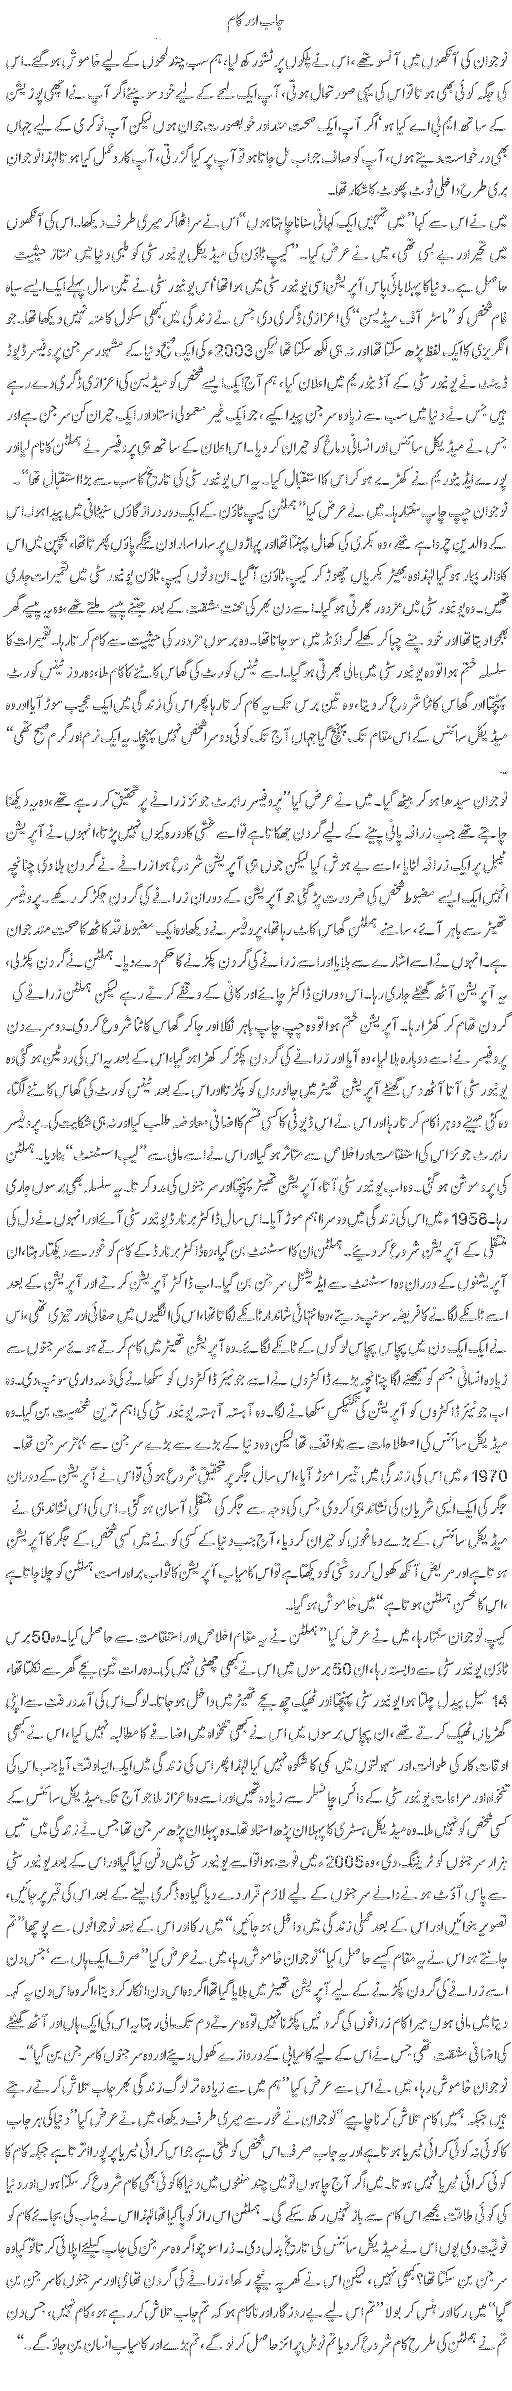 جاب اور کام
نوجوان کی آنکھوں میں آنسو تھے، اس نے پلکوں پر ٹشو رکھ لیا، ہم سب چند لمحوں کے لیے خاموش ہو گئے۔ اس
کی جگہ کوئی بھی ہوتا تو اس کی یہی صورتحال ہوتی، آپ ایک لمحے کے لیے خود سوچئے اگر آپ نے اچھی پوزیشن
کے ساتھ ایم بی اے کیا ہو، اگر آپ ایک صحت مند اور خوبصورت جوان ہوں لیکن آپ نوکری کے لیے جہاں
بھی درخواست دیتے ہوں، آپ کو صاف جواب مل جاتا ہو تو آپ پر کیا گزرتی، آپ کا ردعمل کیا ہوتا لہٰذا نوجوان
بری طرح داخلی ٹوٹ پھوٹ کا شکار تھا۔
میں نے اس سے کہا ”میں تمہیں ایک کہانی سنانا چاہتا ہوں“ اس نے سر اٹھا کر میری طرف دیکھا۔ اس کی آنکھوں
میں تحیر اور بے بسی تھی، میں نے عرض کیا۔ ”کیپ ٹاؤن کی میڈیکل یونیورسٹی کو طبی دنیا میں ممتاز حیثیت
حاصل ہے۔ دنیا کا پہلا بائی پاس آپریشن اسی یونیورسٹی میں ہوا تھا، اس یونیورسٹی نے تین سال پہلے ایک ایسے سیاہ
فام شخص کو ”ماسٹر آف میڈیسن“ کی اعزازی ڈگری دی جس نے زندگی میں کبھی سکول کا منہ نہیں دیکھا تھا۔ جو
انگریزی کا ایک لفظ پڑھ سکتا تھا اور نہ ہی لکھ سکتا تھا لیکن 2003ء کی ایک صبح دنیا کے مشہور سرجن پروفیسر ڈیوڈ
ڈینٹ نے یونیورسٹی کے آڈیٹوریم میں اعلان کیا، ہم آج ایک ایسے شخص کو میڈیسن کی اعزازی ڈگری دے رہے
ہیں جس نے دنیا میں سب سے زیادہ سرجن پیدا کیے، جو ایک غیر معمولی استاد اور ایک حیران کن سرجن ہے اور
جس نے میڈیکل سائنس اور انسانی دماغ کو حیران کر دیا۔ اس اعلان کے ساتھ ہی پروفیسر نے ہملٹن کا نام لیا اور
پورے ایڈیٹوریم نے کھڑے ہو کر اس کا استقبال کیا۔ یہ اس یونیورسٹی کی تاریخ کا سب سے بڑا استقبال تھا“۔
نوجوان چپ چاپ سنتا رہا۔ میں نے عرض کیا ”ہملٹن کیپ ٹاؤن کے ایک دور دراز گاؤں سنیٹانی میں پیدا ہوا۔ اس
کے والدین چرواہے تھے، وہ بکری کی کھال پہنتا تھا اور پہاڑوں پر سارا سارا دن ننگے پاؤں پھرتا تھا، بچپن میں اس
کا والد بیمار ہو گیا لہٰذا وہ بھیڑ بکریاں چھوڑ کر کیپ ٹاؤن آ گیا۔ ان دنوں کیپ ٹاؤن یونیورسٹی میں تعمیرات جاری
تھیں۔ وہ یونیورسٹی میں مزدور بھرتی ہو گیا۔ اسے دن بھر کی محنت مشقت کے بعد جتنے پیسے ملتے تھے، وہ یہ پیسے گھر
بھجوا دیتا تھا اور خود چنے چبا کر کھلے گراؤنڈ میں سو جاتا تھا۔ وہ برسوں مزدور کی حیثیت سے کام کرتا رہا۔ تعمیرات کا
سلسلہ ختم ہوا تو وہ یونیورسٹی میں مالی بھرتی ہو گیا۔ اسے ٹینس کورٹ کی گھاس کاٹنے کا کام ملا، وہ روز ٹینس کورٹ
پہنچتا اور گھاس کاٹنا شروع کر دیتا، وہ تین برس تک یہ کام کرتا رہا پھر اس کی زندگی میں ایک عجیب موڑ آیا اور وہ
میڈیکل سائنس کے اس مقام تک پہنچ گیا جہاں آج تک کوئی دوسرا شخص نہیں پہنچا۔ یہ ایک نرم اور گرم صبح تھی“
۔
نوجوان سیدھا ہو کر بیٹھ گیا۔ میں نے عرض کیا ”پروفیسر رابرٹ جوئز زرافے پر تحقیق کر رہے تھے، وہ یہ دیکھنا
چاہتے تھے جب زرافہ پانی پینے کے لیے گردن جھکاتا ہے تو اسے غشی کا دورہ کیوں نہیں پڑتا، انہوں نے آپریشن
ٹیبل پر ایک زرافہ لٹایا، اسے بے ہوش کیا لیکن جوں ہی آپریشن شروع ہوا زرافے نے گردن ہلا دی چنانچہ
انہیں ایک ایسے مضبوط شخص کی ضرورت پڑ گئی جو آپریشن کے دوران زرافے کی گردن جکڑ کر رکھے۔ پروفیسر
تھیٹر سے باہر آئے، سامنے ہملٹن گھاس کاٹ رہا تھا، پروفیسر نے دیکھا وہ ایک مضبوط قد کاٹھ کا صحت مند جوان
ہے۔ انہوں نے اسے اشارے سے بلایا اور اسے زرافے کی گردن پکڑنے کا حکم دے دیا۔ ہملٹن نے گردن پکڑ لی،
یہ آپریشن آٹھ گھنٹے جاری رہا۔ اس دوران ڈاکٹر چائے اور کافی کے وقفے کرتے رہے لیکن ہملٹن زرافے کی
گردن تھام کر کھڑا رہا۔ آپریشن ختم ہوا تو وہ چپ چاپ باہر نکلا اور جا کر گھاس کاٹنا شروع کر دی۔ دوسرے دن
پروفیسر نے اسے دوبارہ بلا لیا، وہ آیا اور زرافے کی گردن پکڑ کر کھڑا ہو گیا، اس کے بعد یہ اس کی روٹین ہو گئی وہ
یونیورسٹی آتا آٹھ دس گھنٹے آپریشن تھیٹر میں جانوروں کو پکڑتا اور اس کے بعد ٹینس کورٹ کی گھاس کاٹنے لگتا،
وہ کئی مہینے دوہرا کام کرتا رہا اور اس نے اس ڈیوٹی کا کسی قسم کا اضافی معاوضہ طلب کیا اور نہ ہی شکایت کی۔ پروفیسر
رابرٹ جوئز اس کی استقامت اور اخلاص سے متاثر ہو گیا اور اس نے اسے مالی سے ”لیب اسسٹنٹ“ بنا دیا۔ ہملٹن
کی پروموشن ہو گئی۔ وہ اب یونیورسٹی آتا، آپریشن تھیٹر پہنچتا اور سرجنوں کی مدد کرتا۔ یہ سلسلہ بھی برسوں جاری
رہا۔ 1958ء میں اس کی زندگی میں دوسرا اہم موڑ آیا۔ اس سال ڈاکٹر برنارڈ یونیورسٹی آئے اور انہوں نے دل کی
منتقلی کے آپریشن شروع کر دیئے۔ ہملٹن ان کا اسسٹنٹ بن گیا، وہ ڈاکٹر برنارڈ کے کام کو غور سے دیکھتا رہتا، ان
آپریشنوں کے دوران وہ اسسٹنٹ سے ایڈیشنل سرجن بن گیا۔ اب ڈاکٹر آپریشن کرتے اور آپریشن کے بعد
اسے ٹانکے لگانے کا فریضہ سونپ دیتے، وہ انتہائی شاندار ٹانکے لگاتا تھا، اس کی انگلیوں میں صفائی اور تیزی تھی، اس
نے ایک ایک دن میں پچاس پچاس لوگوں کے ٹانکے لگائے۔ وہ آپریشن تھیٹر میں کام کرتے ہوئے سرجنوں سے
زیادہ انسانی جسم کو سمجھنے لگا چنانچہ بڑے ڈاکٹروں نے اسے جونیئر ڈاکٹروں کو سکھانے کی ذمہ داری سونپ دی۔ وہ
اب جونیئر ڈاکٹروں کو آپریشن کی تکنیکس سکھانے لگا۔ وہ آہستہ آہستہ یونیورسٹی کی اہم ترین شخصیت بن گیا۔ وہ
میڈیکل سائنس کی اصطلاحات سے ناواقف تھا لیکن وہ دنیا کے بڑے سے بڑے سرجن سے بہتر سرجن تھا۔
1970ء میں اس کی زندگی میں تیسرا موڑ آیا، اس سال جگر پر تحقیق شروع ہوئی تو اس نے آپریشن کے دوران
جگر کی ایک ایسی شریان کی نشاندہی کر دی جس کی وجہ سے جگر کی منتقلی آسان ہو گئی۔ اس کی اس نشاندہی نے
میڈیکل سائنس کے بڑے دماغوں کو حیران کر دیا، آج جب دنیا کے کسی کونے میں کسی شخص کے جگر کا آپریشن
ہوتا ہے اور مریض آنکھ کھول کر روشنی کو دیکھتا ہے تو اس کامیاب آپریشن کا ثواب براہ راست ہملٹن کو چلا جاتا ہے
، اس کا محسن ہملٹن ہوتا ہے“ میں خاموش ہو گیا۔
نوجوان سنتا رہا، میں نے عرض کیا ”ہملٹن نے یہ مقام اخلاص اور استقامت سے حاصل کیا۔ وہ 50 برس کیپ
ٹاؤن یونیورسٹی سے وابستہ رہا، ان 50 برسوں میں اس نے کبھی چھٹی نہیں کی۔ وہ رات تین بجے گھر سے نکلتا تھا،
14 میل پیدل چلتا ہوا یونیورسٹی پہنچتا اور ٹھیک چھ بجے تھیٹر میں داخل ہو جاتا۔ لوگ اس کی آمدورفت سے اپنی
گھڑیاں ٹھیک کرتے تھے، ان پچاس برسوں میں اس نے کبھی تنخواہ میں اضافے کا مطالبہ نہیں کیا، اس نے کبھی
اوقات کار کی طوالت اور سہولتوں میں کمی کا شکوہ نہیں کیا لہٰذا پھر اس کی زندگی میں ایک ایسا وقت آیا جب اس کی
تنخواہ اور مراعات یونیورسٹی کے وائس چانسلر سے زیادہ تھیں اور اسے وہ اعزاز ملا جو آج تک میڈیکل سائنس کے
کسی شخص کو نہیں ملا۔ وہ میڈیکل ہسٹری کا پہلا ان پڑھ استاد تھا۔ وہ پہلا ان پڑھ سرجن تھا جس نے زندگی میں تیس
ہزار سرجنوں کو ٹریننگ دی، وہ 2005ء میں فوت ہوا تو اسے یونیورسٹی میں دفن کیا گیا اور اس کے بعد یونیورسٹی
سے پاس آؤٹ ہونے والے سرجنوں کے لیے لازم قرار دے دیا گیا وہ ڈگری لینے کے بعد اس کی قبر پر جائیں،
تصویر بنوائیں اور اس کے بعد عملی زندگی میں داخل ہو جائیں“ میں رکا اور اس کے بعد نوجوانوں سے پوچھا ”تم
جانتے ہو اس نے یہ مقام کیسے حاصل کیا“ نوجوان خاموش رہا، میں نے عرض کیا ”صرف ایک ہاں سے، جس دن
اسے زرافے کی گردن پکڑنے کے لیے آپریشن تھیٹر میں بلایا گیا تھا اگر وہ اس دن انکار کر دیتا، اگر وہ اس دن یہ کہہ
دیتا میں مالی ہوں میرا کام زرافوں کی گردنیں پکڑنا نہیں تو وہ مرتے دم تک مالی رہتا یہ اس کی ایک ہاں اور آٹھ گھنٹے
کی اضافی مشقت تھی جس نے اس کے لیے کامیابی کے دروازے کھول دیئے اور وہ سرجنوں کا سرجن بن گیا“۔
نوجوان خاموش رہا، میں نے اس سے عرض کیا ”ہم میں سے زیادہ تر لوگ زندگی بھر جاب تلاش کرتے رہتے
ہیں جبکہ ہمیں کام تلاش کرنا چاہیے“ نوجوان نے غور سے میری طرف دیکھا، میں نے عرض کیا ”دنیا کی ہر جاب
کا کوئی نہ کوئی کرائی ٹیریا ہوتا ہے اور یہ جاب صرف اس شخص کو ملتی ہے جو اس کرائی ٹیریا پر پورا اترتا ہے جبکہ کام کا
کوئی کرائی ٹیریا نہیں ہوتا۔ میں اگر آج چاہوں تو میں چند منٹوں میں دنیا کا کوئی بھی کام شروع کر سکتا ہوں اور دنیا
کی کوئی طاقت مجھے اس کام سے باز نہیں رکھ سکے گی۔ ہملٹن اس راز کو پا گیا تھا لہٰذا اس نے جاب کی بجائے کام کو
فوقیت دی یوں اس نے میڈیکل سائنس کی تاریخ بدل دی۔ ذرا سوچو اگر وہ سرجن کی جاب کیلئے اپلائی کرتا تو کیا وہ
سرجن بن سکتا تھا؟ کبھی نہیں، لیکن اس نے کھرپہ نیچے رکھا، زرافے کی گردن تھامی اور سرجنوں کا سرجن بن
گیا“ میں رکا اور ہنس کر بولا ”تم اس لیے بے روزگار اور ناکام ہو کہ تم جاب تلاش کر رہے ہو، کام نہیں، جس دن
تم نے ہملٹن کی طرح کام شروع کر دیا تم نوبل پرائز حاصل کر لو گے، تم بڑے اور کامیاب انسان بن جاؤ گے۔“